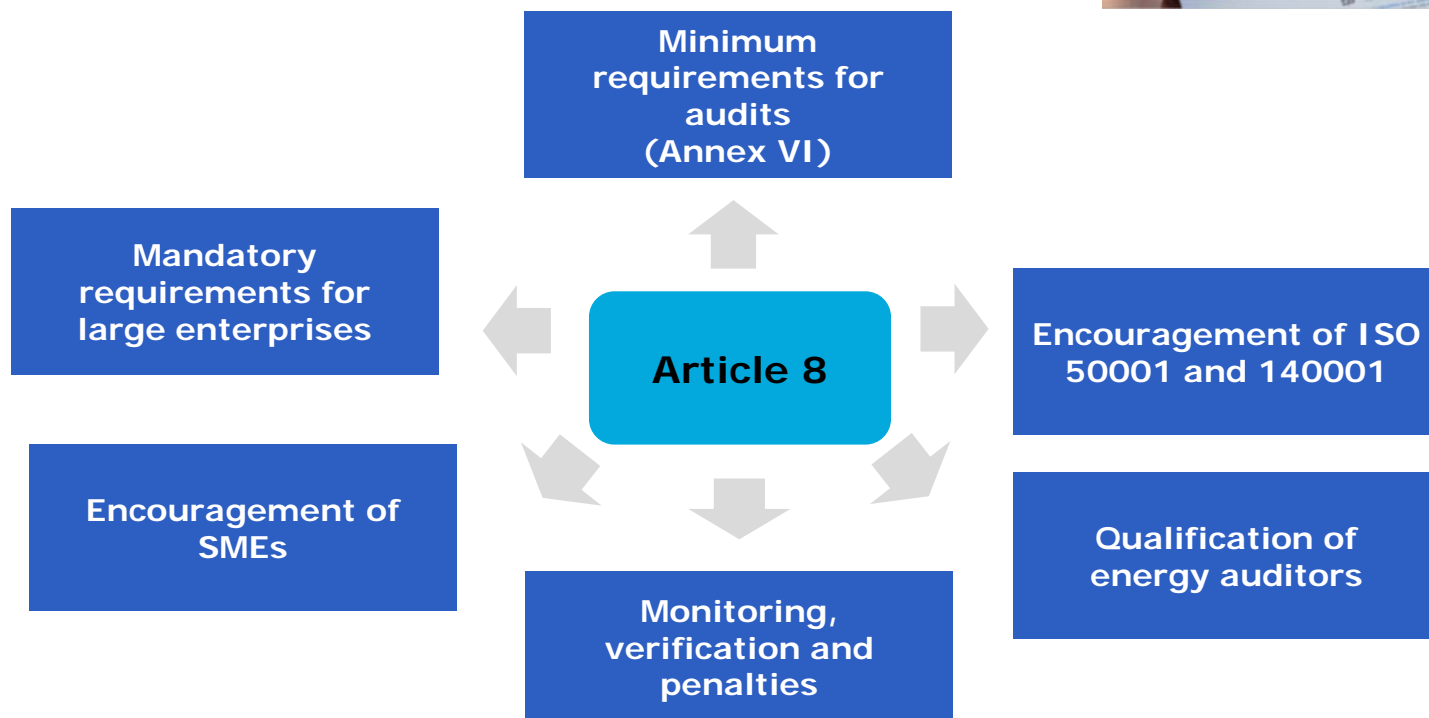 Minimum
requirements for
audits
(Annex VI)
Mandatory
requirements for
large enterprises
Article 8
Encouragement of ISO
50001 and 140001
Encouragement of
SMEs
Qualification of
energy auditors
Monitoring,
verification and
penalties